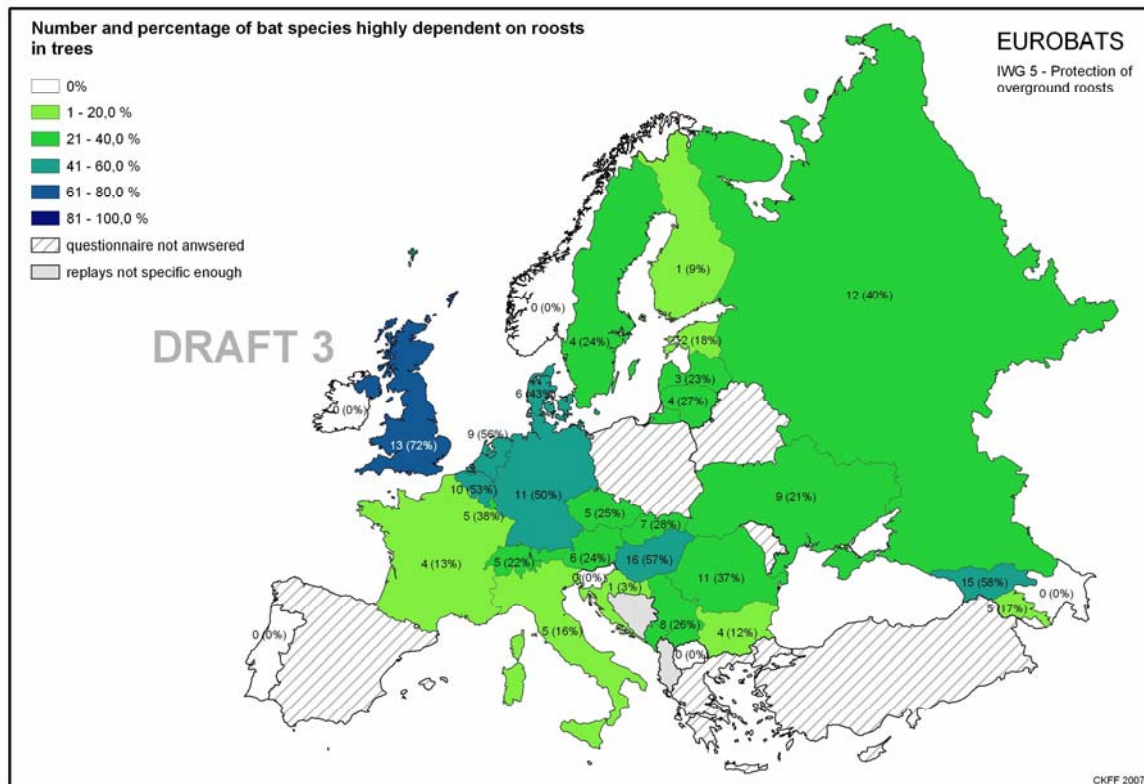 Number and percentage of bat species highly dependent on roosts
in trees
0%
1 - 20,0 %
21 - 40,0 %
41 - 60,0 %
61 - 80,0 %
81 - 100,0 %
questionnaire not anwsered
replays not specific enough
EUROBATS
IWG 5 - Protection of
overground roosts
DRAFT 3
1 (9%)
12 (40%)
0 (0%)
4 (24%)
2 (18%)
3 (23%)
4 (27%)
6 (43%)
0 (0%)
13 (72%)
9 (56%)
10 (53%)
11 (50%)
5 (38%)
5 (25%)
7 (28%)
9 (21%)
4 (13%)
5 (22%)
6 (24%)
16 (57%)
11 (37%)
0 (0%)
1 (3%)
15 (58%)
0 (0%)
5 (17%)
5 (16%)
8 (26%)
4 (12%)
0 (0%)
0 (0%)
CKFF 2007